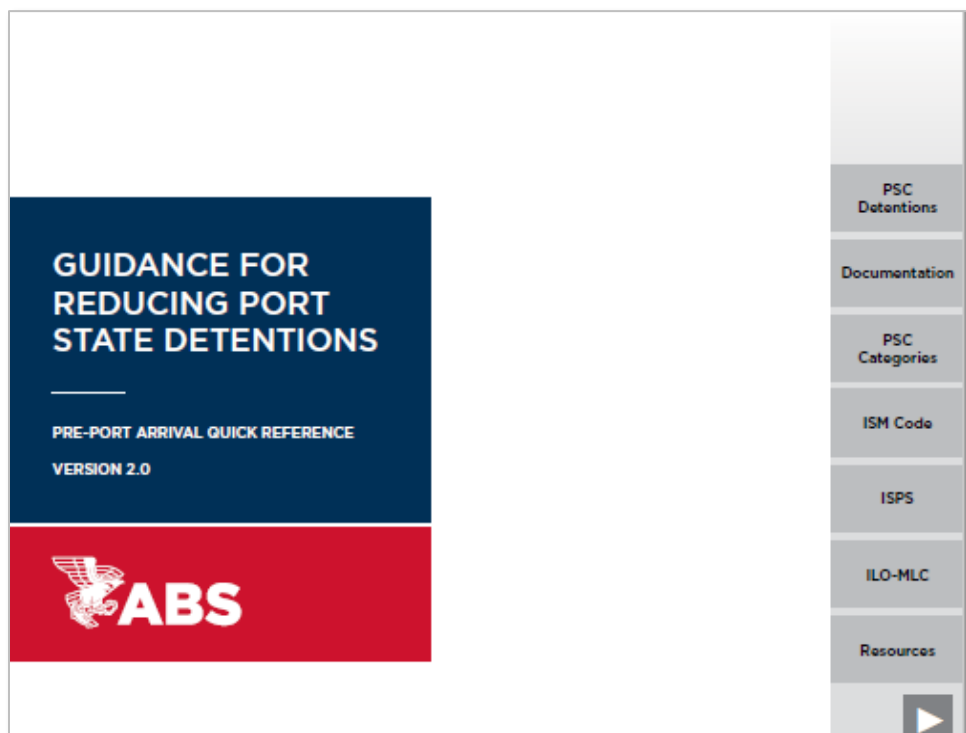 GUIDANCE FOR
REDUCING PORT
STATE DETENTIONS
PRE-PORT ARRIVAL QUICK REFERENCE
VERSION 2.0
ABS
PSC
Detentions
Documentation
PSC
Categories
ISM Code
ISPS
ILO-MLC
Resources